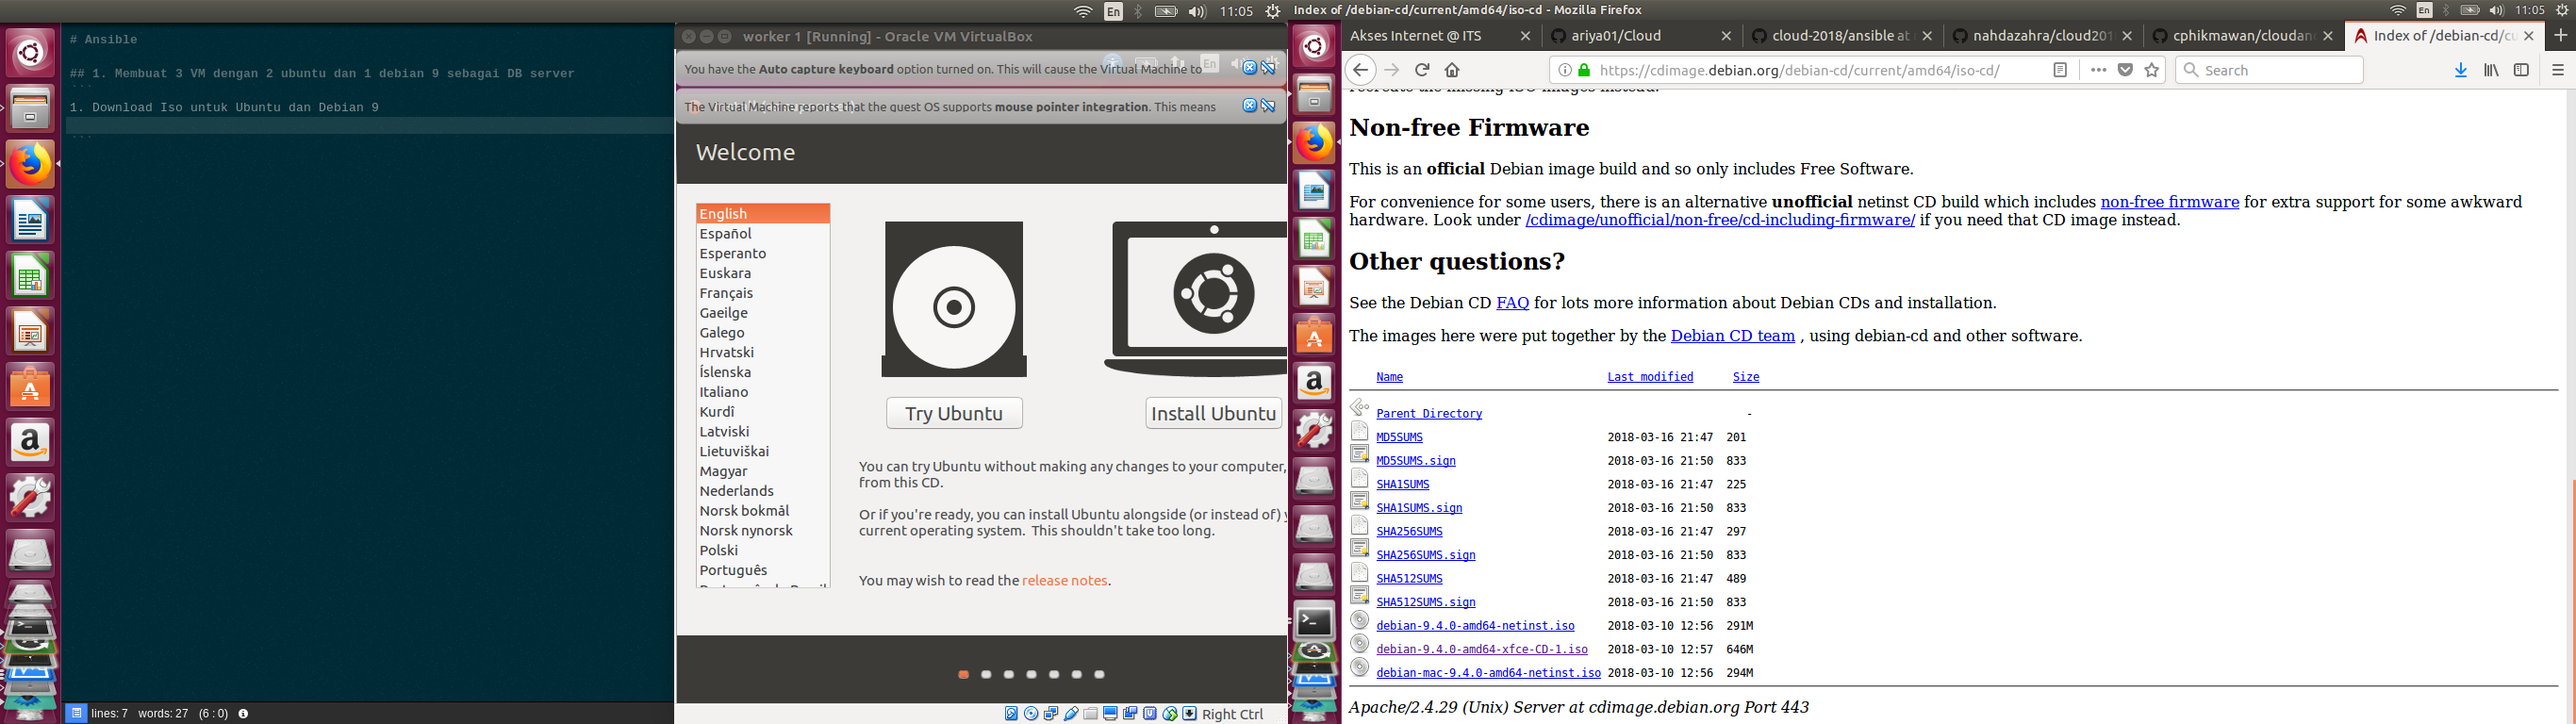 En
11:05
# Ansible
## 1. Membuat 3 VM dengan 2 ubuntu dan 1 debian 9 sebagai DB server
```
1. Download Iso untuk Ubuntu dan Debian 9
```
lines: 7 words: 27 (6 : 0)
worker 1 [Running] - Oracle VM VirtualBox
You have the Auto capture keyboard option turned on. This will cause the Virtual Machine to
The Virtual Machine reports that the guest OS supports mouse pointer integration. This means
Welcome
English
Español
Esperanto
Euskara
Français
Gaeilge
Galego
Hrvatski
Íslenska
Italiano
Kurdî
Latviski
Lietuviškai
Magyar
Nederlands
Norsk bokmål
Norsk nynorsk
Polski
Português
Try Ubuntu
Install Ubuntu
You can try Ubuntu without making any changes to your computer,
from this CD.
Or if you're ready, you can install Ubuntu alongside (or instead of)
current operating system. This shouldn't take too long.
You may wish to read the release notes.
Right Ctrl
Index of /debian-cd/current/amd64/iso-cd - Mozilla Firefox
En
11:05
Akses Internet @ ITS
ariya01/Cloud
cloud-2018/ansible at
nahdazahra/cloud201
cphikmawan/cloudan
Index of /debian-cd/cu
https://cdimage.debian.org/debian-cd/current/amd64/iso-cd/
Search
recreate the missing ISO images instead.
Non-free Firmware
This is an official Debian image build and so only includes Free Software.
For convenience for some users, there is an alternative unofficial netinst CD build which includes non-free firmware for extra support for some awkward
hardware. Look under /cdimage/unofficial/non-free/cd-including-firmware/ if you need that CD image instead.
Other questions?
See the Debian CD FAQ for lots more information about Debian CDs and installation.
The images here were put together by the Debian CD team , using debian-cd and other software.
Name Last modified Size
Parent Directory -
MD5SUMS 2018-03-16 21:47 201
MD5SUMS.sign 2018-03-16 21:50 833
SHA1SUMS 2018-03-16 21:47 225
SHA1SUMS.sign 2018-03-16 21:50 833
SHA256SUMS 2018-03-16 21:47 297
SHA256SUMS.sign 2018-03-16 21:50 833
SHA512SUMS 2018-03-16 21:47 489
SHA512SUMS.sign 2018-03-16 21:50 833
debian-9.4.0-amd64-netinst.iso 2018-03-10 12:56 291M
debian-9.4.0-amd64-xfce-CD-1.iso 2018-03-10 12:57 646M
debian-mac-9.4.0-amd64-netinst.iso 2018-03-10 12:56 294M
Apache/2.4.29 (Unix) Server at cdimage.debian.org Port 443